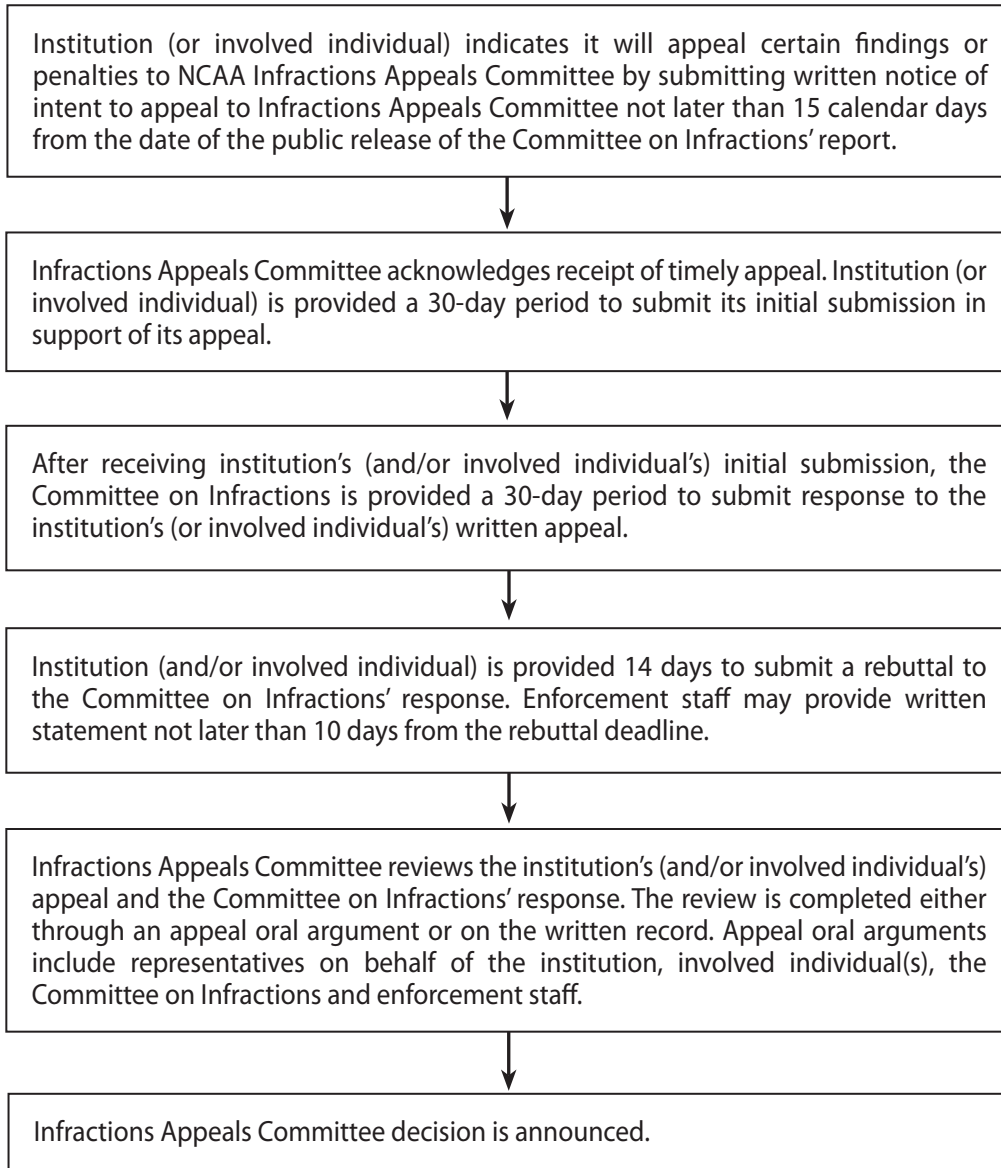 Institution (or involved individual) indicates it will appeal certain findings or
penalties to NCAA Infractions Appeals Committee by submitting written notice of
intent to appeal to Infractions Appeals Committee not later than 15 calendar days
from the date of the public release of the Committee on Infractions’ report.
Infractions Appeals Committee acknowledges receipt of timely appeal. Institution (or
involved individual) is provided a 30-day period to submit its initial submission in
support of its appeal.
After receiving institution’s (and/or involved individual’s) initial submission, the
Committee on Infractions is provided a 30-day period to submit response to the
institution’s (or involved individual’s) written appeal.
Institution (and/or involved individual) is provided 14 days to submit a rebuttal to
the Committee on Infractions’ response. Enforcement staff may provide written
statement not later than 10 days from the rebuttal deadline.
Infractions Appeals Committee reviews the institution’s (and/or involved individual’s)
appeal and the Committee on Infractions’ response. The review is completed either
through an appeal oral argument or on the written record. Appeal oral arguments
include representatives on behalf of the institution, involved individual(s), the
Committee on Infractions and enforcement staff.
Infractions Appeals Committee decision is announced.